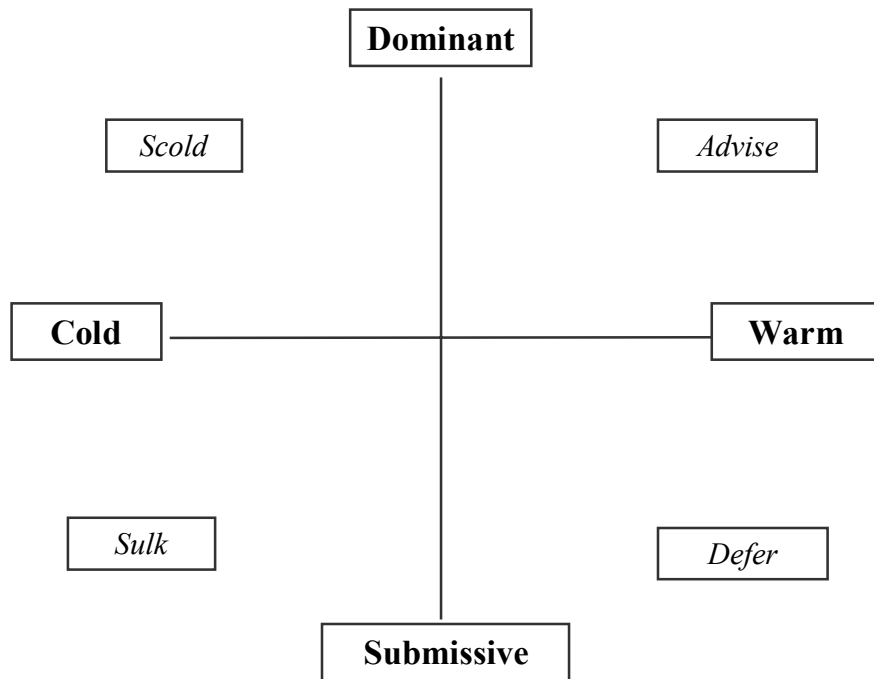 Dominant
Scold
Advise
Cold
Warm
Sulk
Defer
Submissive